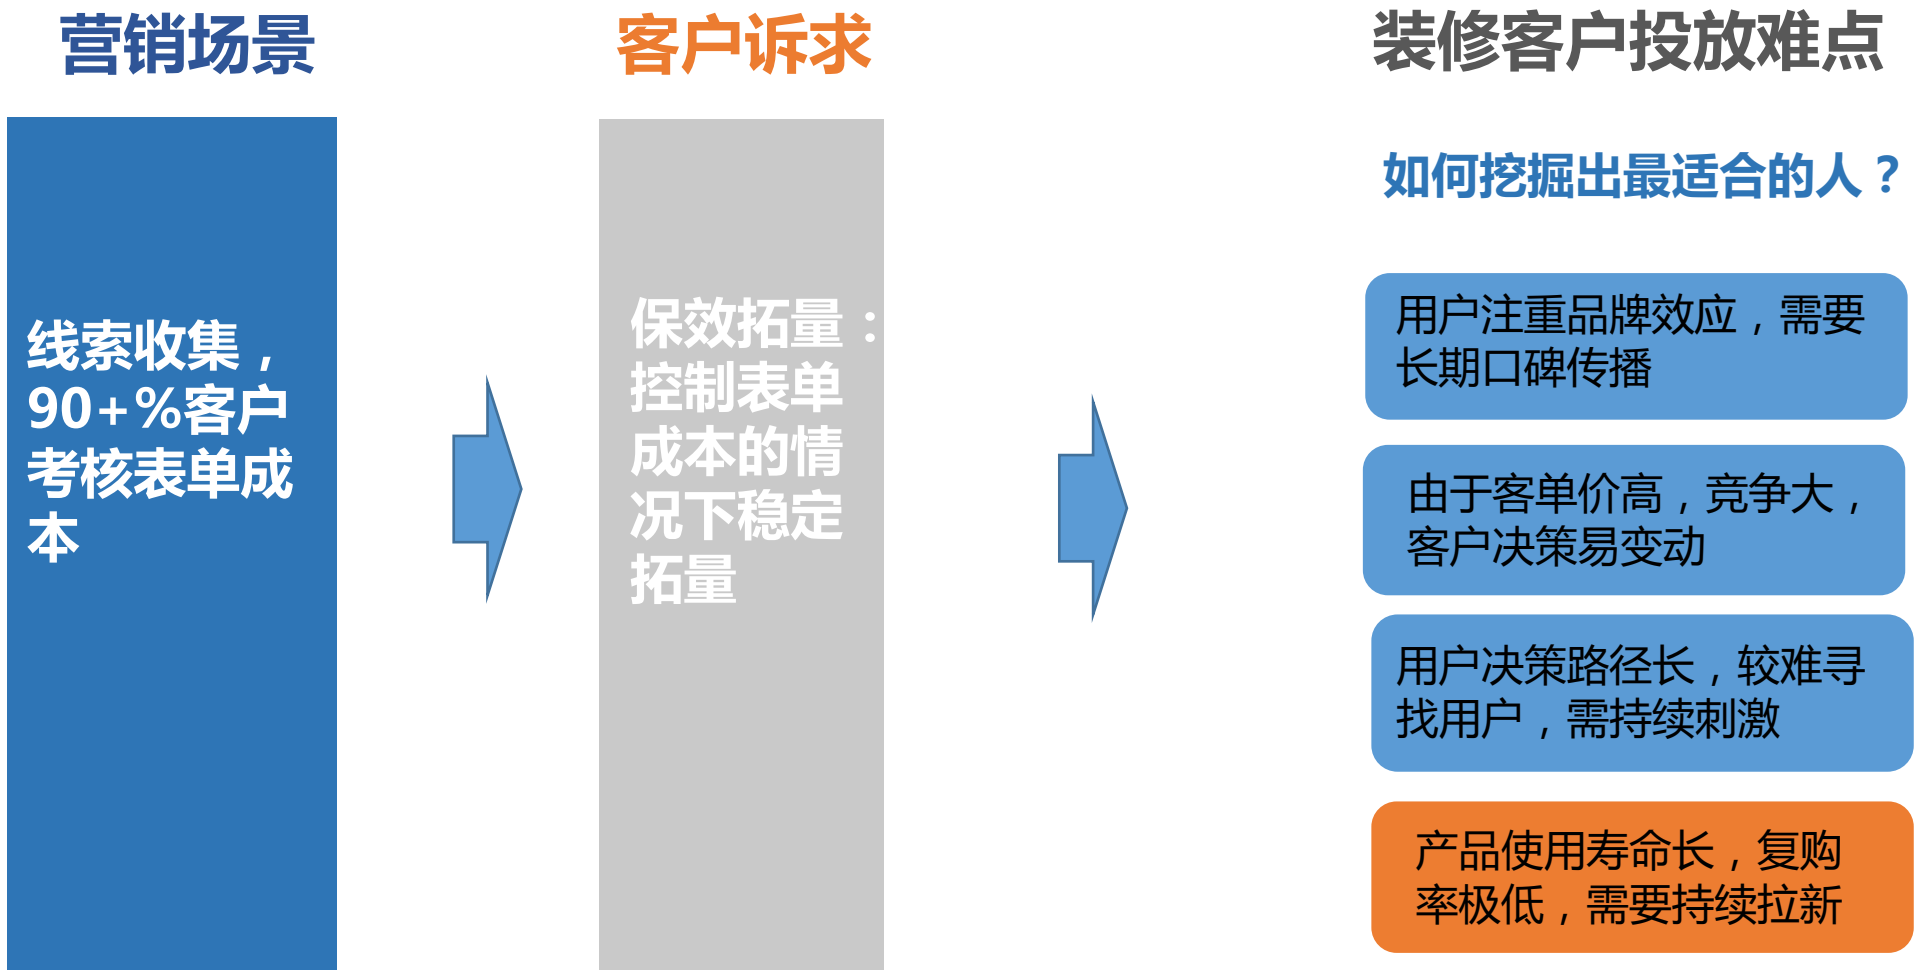 营销场景
线索收集，
90+%客户
考核表单成
本
客户诉求
保效拓量：
控制表单
成本的情
况下稳定
拓量
装修客户投放难点
如何挖掘出最适合的人？
用户注重品牌效应，需要
长期口碑传播
由于客单价高，竞争大，
客户决策易变动
用户决策路径长，较难寻
找用户，需持续刺激
产品使用寿命长，复购
率极低，需要持续拉新